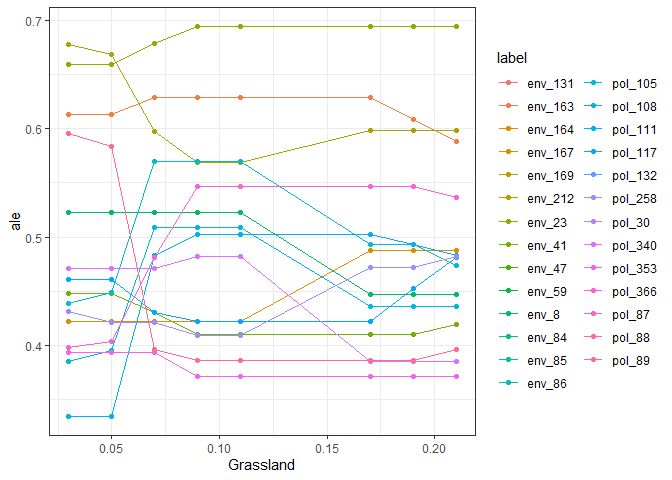 0.7
0.6
0.5
0.4
ale
0.05
0.10
0.15
0.20
Grassland
label
env_131
env_163
env_164
env_167
env_169
env_212
env_23
env_41
env_47
env_59
env_8
env_84
env_85
env_86
pol_105
pol_108
pol_111
pol_117
pol_132
pol_258
pol_30
pol_340
pol_353
pol_366
pol_87
pol_88
pol_89